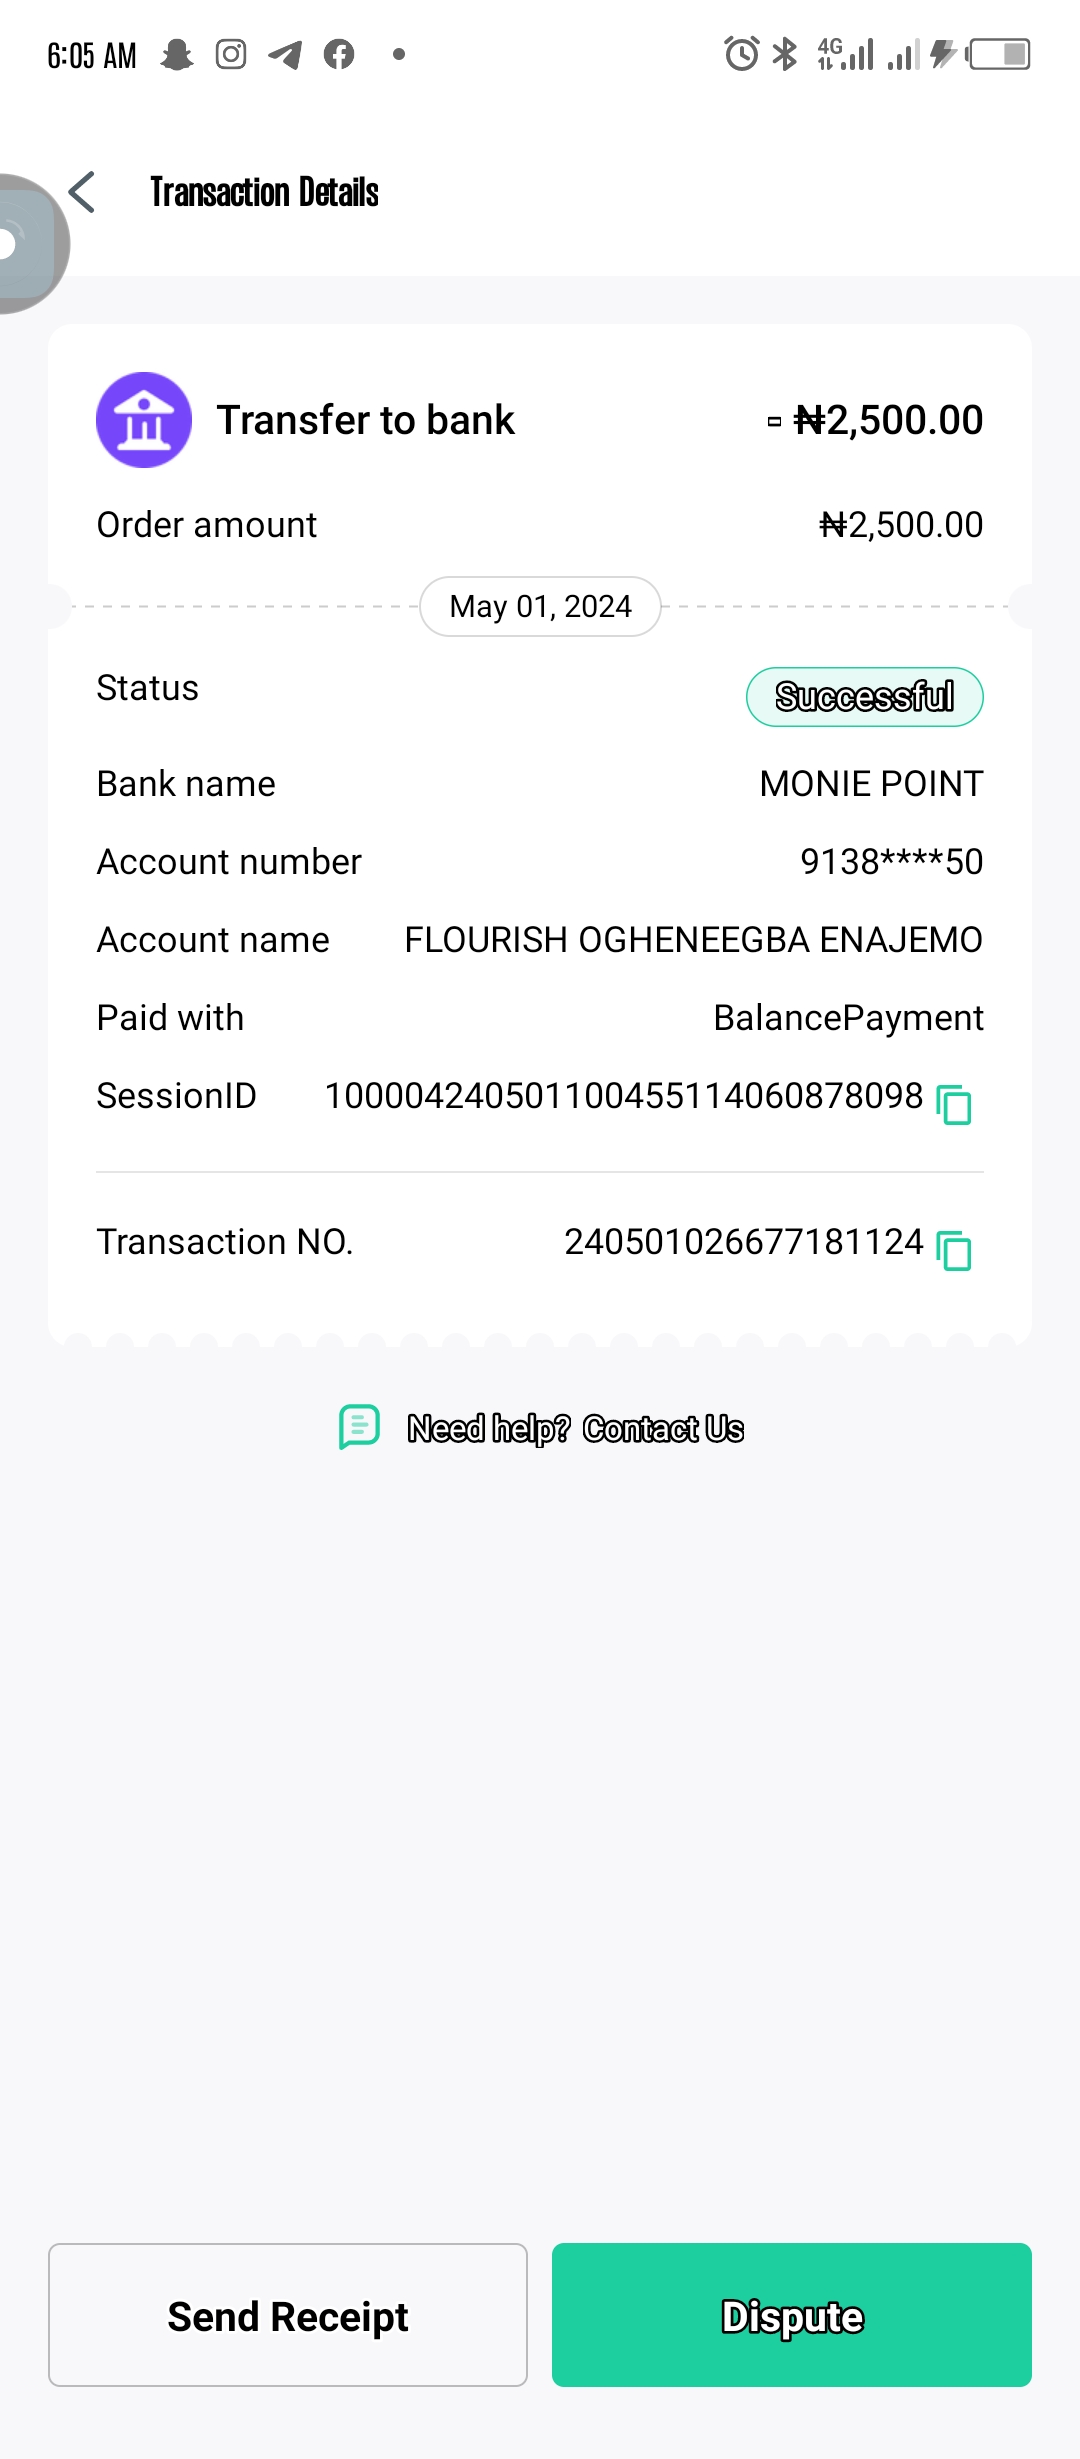 6:05 AM
4G
Transaction Details
Transfer to bank - ₦2,500.00
Order amount ₦2,500.00
May 01, 2024
Status Successful
Bank name MONIE POINT
Account number 9138****50
Account name FLOURISH OGHENEEGBA ENAJEMO
Paid with BalancePayment
SessionID 100004240501100455114060878098
Transaction NO. 240501026677181124
Need help? Contact Us
Send Receipt Dispute